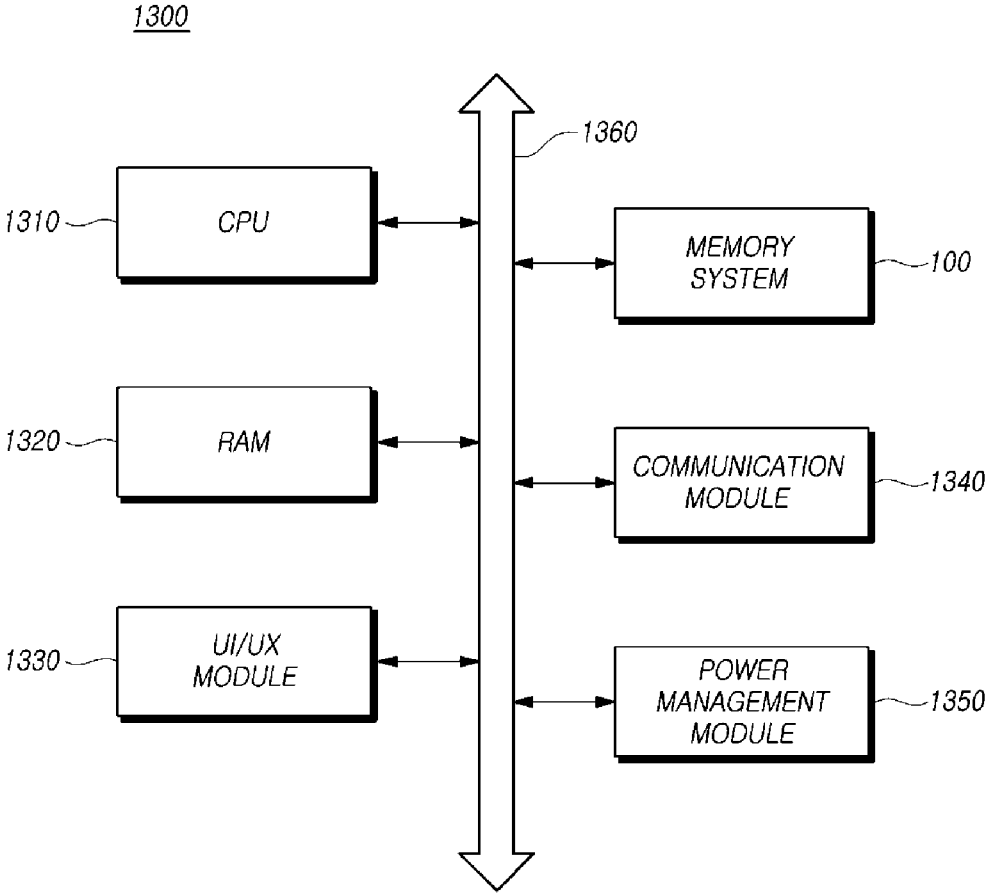 1300
1360
1310
CPU
MEMORY
SYSTEM
100
1320
RAM
COMMUNICATION
MODULE
1340
1330
UI/UX
MODULE
POWER
MANAGEMENT
MODULE
1350